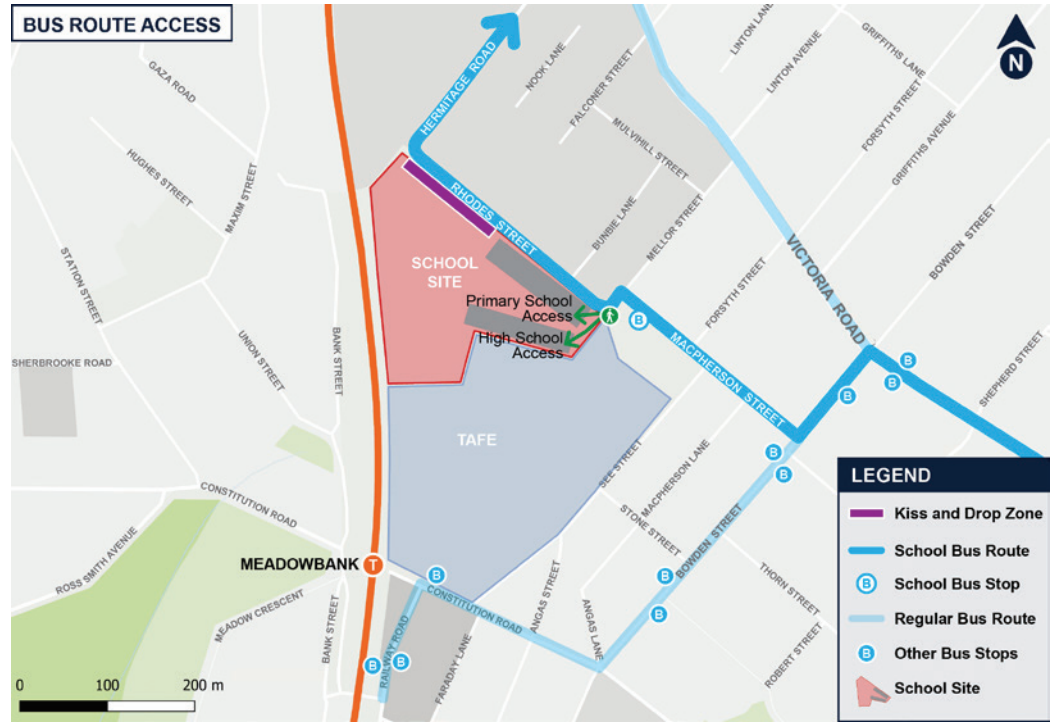 BUS ROUTE ACCESS
N
GAZA ROAD
HUGHES STREET
MAXIM STREET
STATION STREET
UNION STREET
BANK STREET
SHERBROOKE ROAD
HERMITAGE ROAD
NOOK LANE
FALCONER STREET
MULVIHILL STREET
LINTON LANE
LINTON AVENUE
GRIFFITHS LANE
FORSYTH STREET
GRIFFITHS AVENUE
RHODES STREET
BUNBIE LANE
MELLOR STREET
FORSYTH STREET
VICTORIA ROAD
BOWDEN STREET
SCHOOL
SITE
Primary School
Access
High School
Access
B
MACPHERSON STREET
B
B
B
SHEPHERD STREET
TAFE
SEE STREET
MACPHERSON LANE
STONE STREET
B
B
BOWDEN STREET
THORN STREET
ROBERT STREET
B
B
CONSTITUTION ROAD
ROSS SMITH AVENUE
MEADOWBANK
T
MEADOW CRESCENT
BANK STREET
B
CONSTITUTION ROAD
ANGAS STREET
ANGAS LANE
RAILWAY ROAD
FARADAY LANE
B
B
0 100 200 m
LEGEND
Kiss and Drop Zone
School Bus Route
B School Bus Stop
Regular Bus Route
B Other Bus Stops
School Site